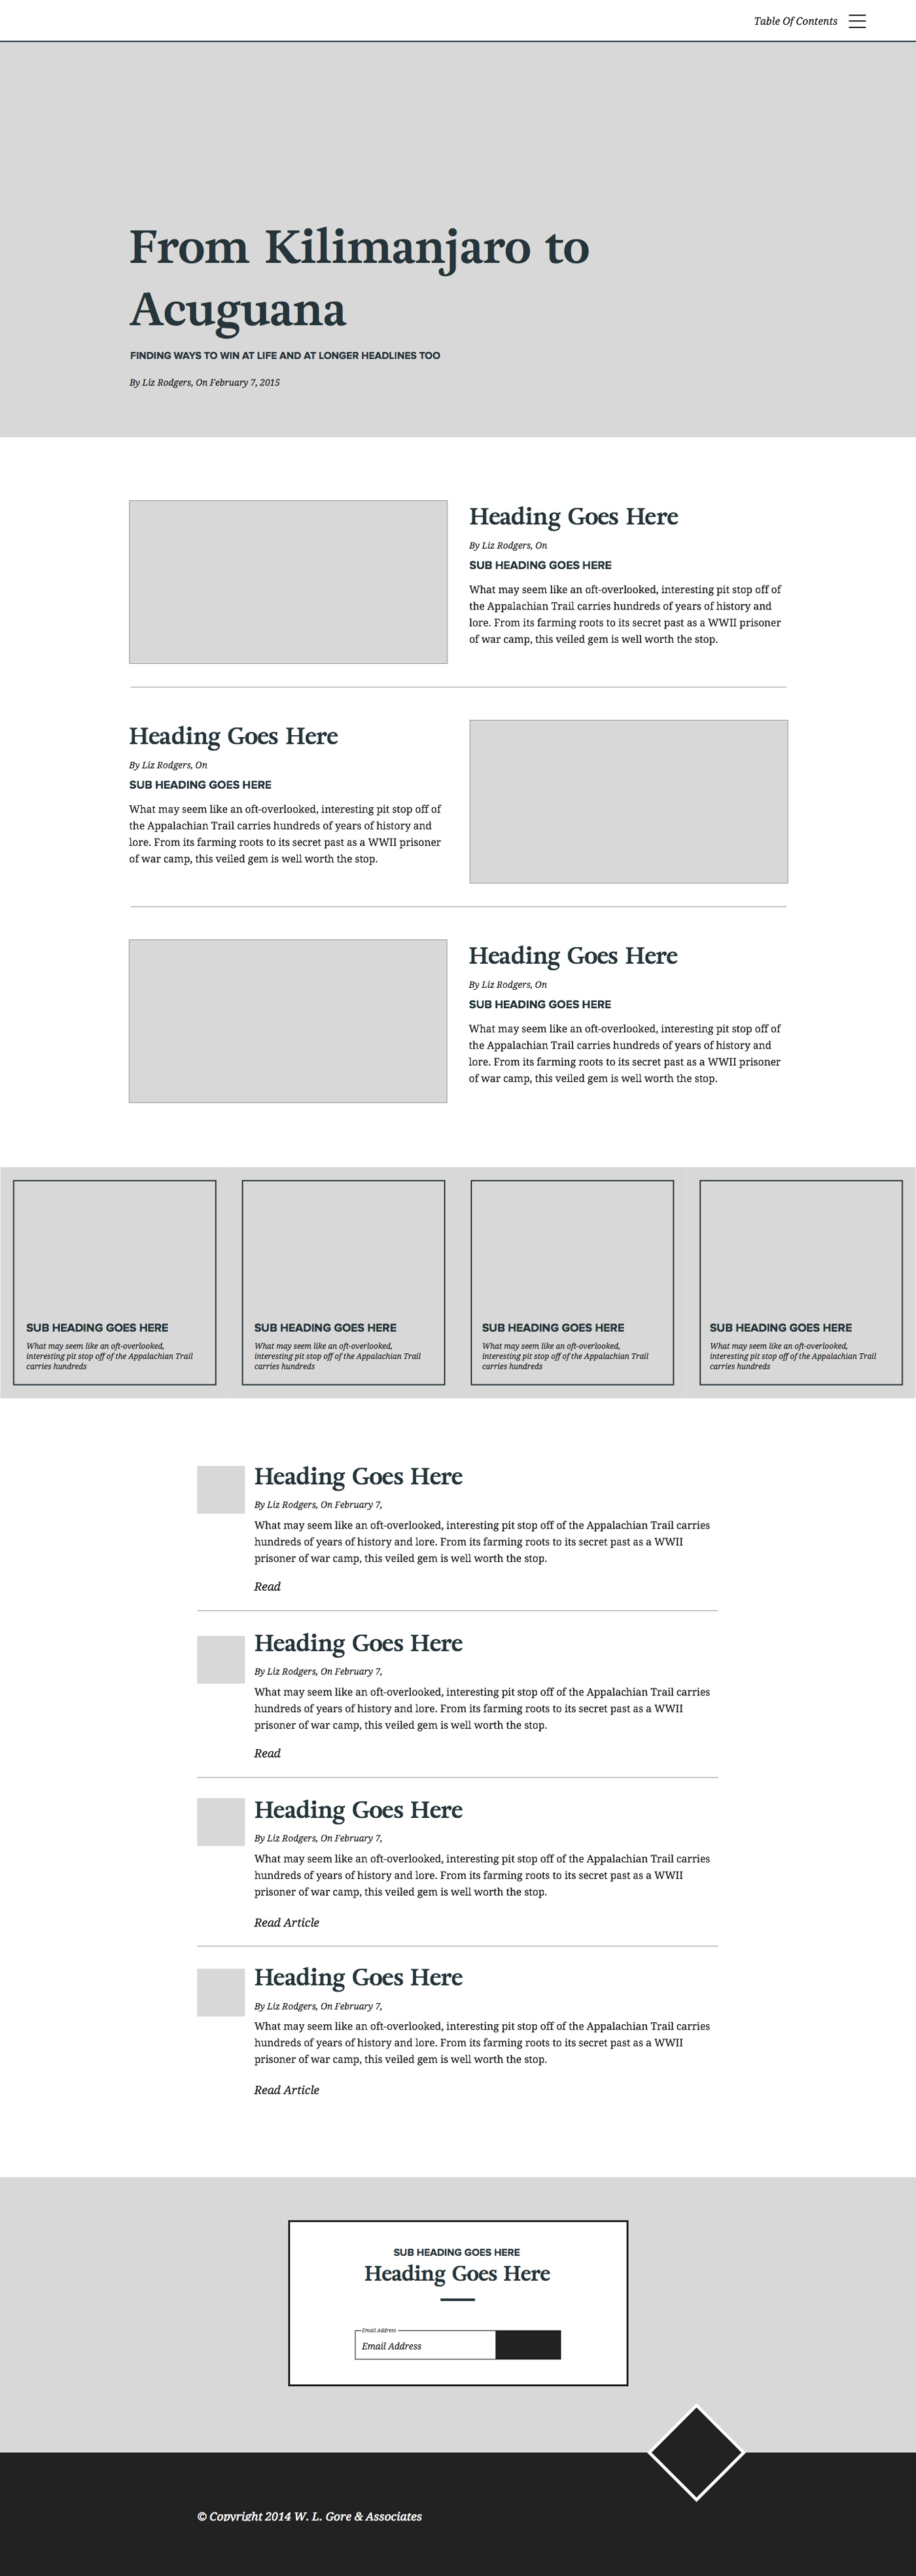 Table Of Contents
From Kilimanjaro to
Acuguana
FINDING WAYS TO WIN AT LIFE AND AT LONGER HEADLINES TOO
By Liz Rodgers, On February 7, 2015
Heading Goes Here
By Liz Rodgers, On
SUB HEADING GOES HERE
What may seem like an oft-overlooked, interesting pit stop off of
the Appalachian Trail carries hundreds of years of history and
lore. From its farming roots to its secret past as a WWII prisoner
of war camp, this veiled gem is well worth the stop.
Heading Goes Here
By Liz Rodgers, On
SUB HEADING GOES HERE
What may seem like an oft-overlooked, interesting pit stop off of
the Appalachian Trail carries hundreds of years of history and
lore. From its farming roots to its secret past as a WWII prisoner
of war camp, this veiled gem is well worth the stop.
Heading Goes Here
By Liz Rodgers, On
SUB HEADING GOES HERE
What may seem like an oft-overlooked, interesting pit stop off of
the Appalachian Trail carries hundreds of years of history and
lore. From its farming roots to its secret past as a WWII prisoner
of war camp, this veiled gem is well worth the stop.
SUB HEADING GOES HERE
What may seem like an oft-overlooked,
interesting pit stop off of the Appalachian Trail
carries hundreds
SUB HEADING GOES HERE
What may seem like an oft-overlooked,
interesting pit stop off of the Appalachian Trail
carries hundreds
SUB HEADING GOES HERE
What may seem like an oft-overlooked,
interesting pit stop off of the Appalachian Trail
carries hundreds
SUB HEADING GOES HERE
What may seem like an oft-overlooked,
interesting pit stop off of the Appalachian Trail
carries hundreds
Heading Goes Here
By Liz Rodgers, On February 7,
What may seem like an oft-overlooked, interesting pit stop off of the Appalachian Trail carries
hundreds of years of history and lore. From its farming roots to its secret past as a WWII
prisoner of war camp, this veiled gem is well worth the stop.
Read
Heading Goes Here
By Liz Rodgers, On February 7,
What may seem like an oft-overlooked, interesting pit stop off of the Appalachian Trail carries
hundreds of years of history and lore. From its farming roots to its secret past as a WWII
prisoner of war camp, this veiled gem is well worth the stop.
Read
Heading Goes Here
By Liz Rodgers, On February 7,
What may seem like an oft-overlooked, interesting pit stop off of the Appalachian Trail carries
hundreds of years of history and lore. From its farming roots to its secret past as a WWII
prisoner of war camp, this veiled gem is well worth the stop.
Read Article
Heading Goes Here
By Liz Rodgers, On February 7,
What may seem like an oft-overlooked, interesting pit stop off of the Appalachian Trail carries
hundreds of years of history and lore. From its farming roots to its secret past as a WWII
prisoner of war camp, this veiled gem is well worth the stop.
Read Article
SUB HEADING GOES HERE
Heading Goes Here
Email Address
Email Address
© Copyright 2014 W. L. Gore & Associates